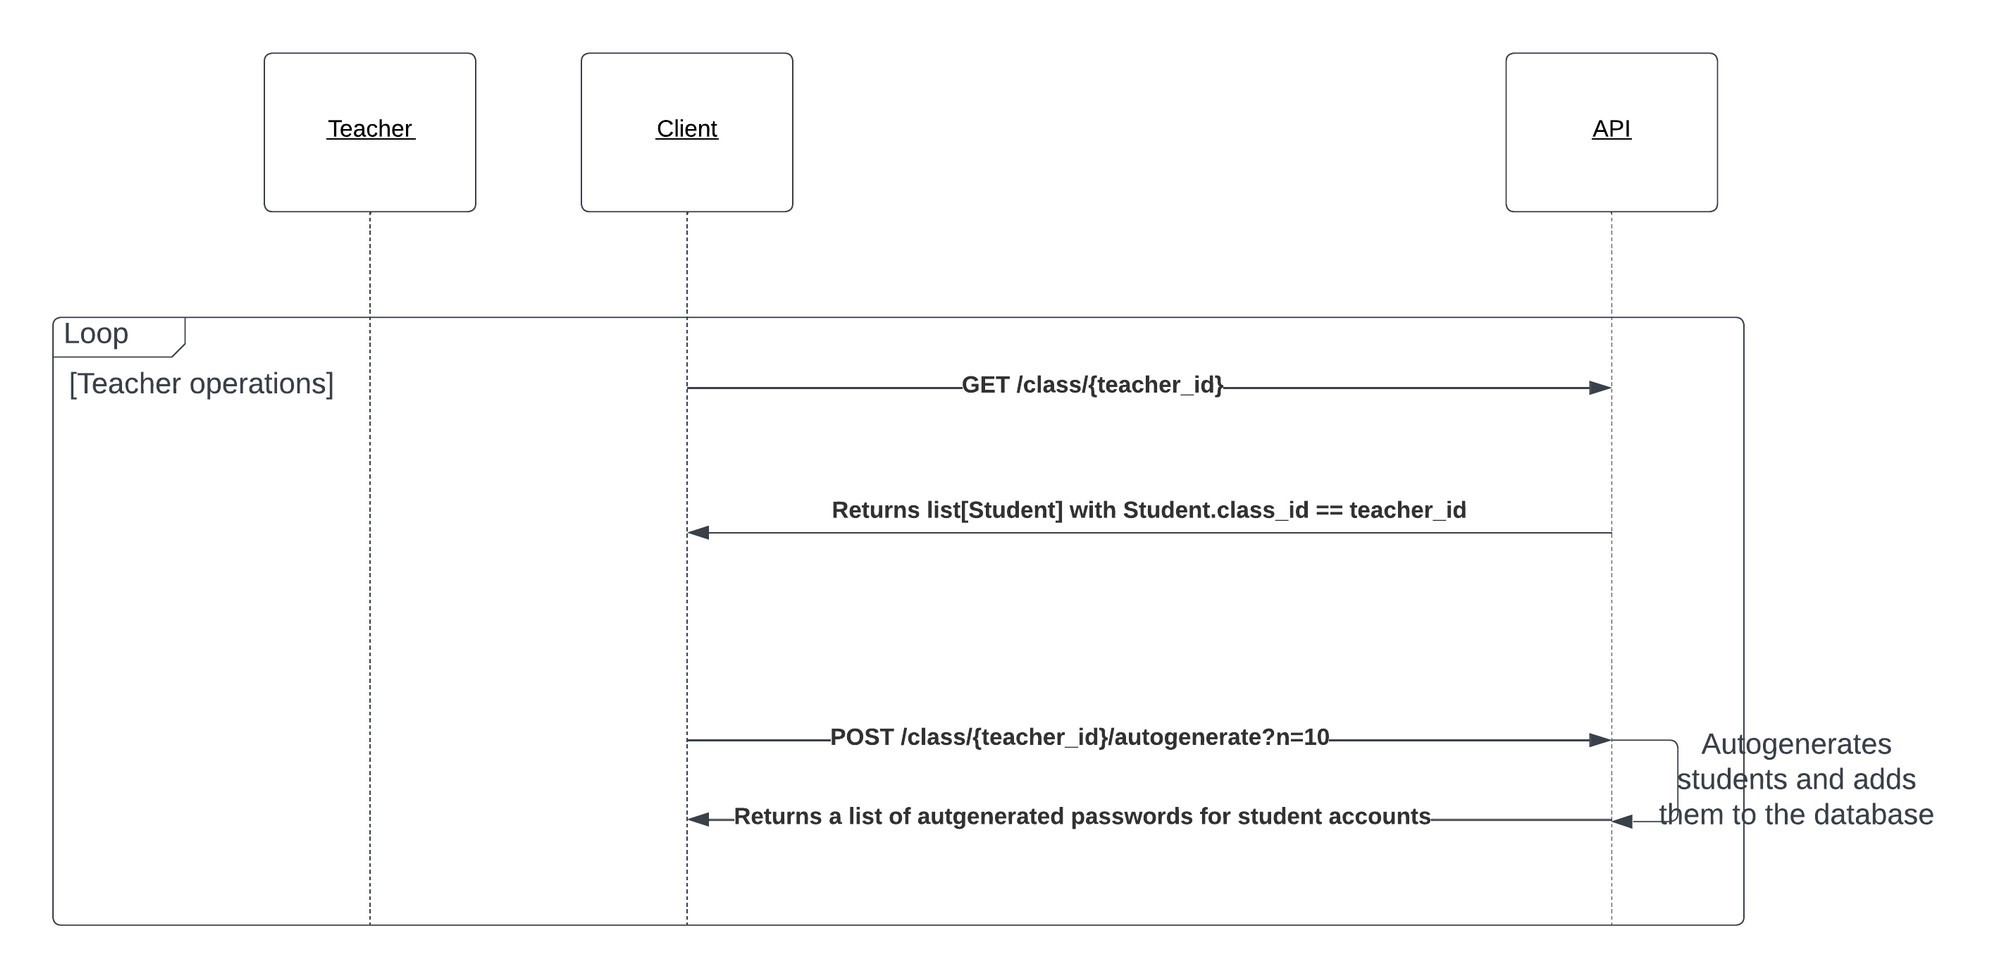 Teacher
Client
API
Loop
[Teacher operations]
GET /class/{teacher_id}
Returns list[Student] with Student.class_id == teacher_id
POST /class/{teacher_id}/autogenerate?n=10
Autogenerates
students and adds
them to the database
Returns a list of autgenerated passwords for student accounts